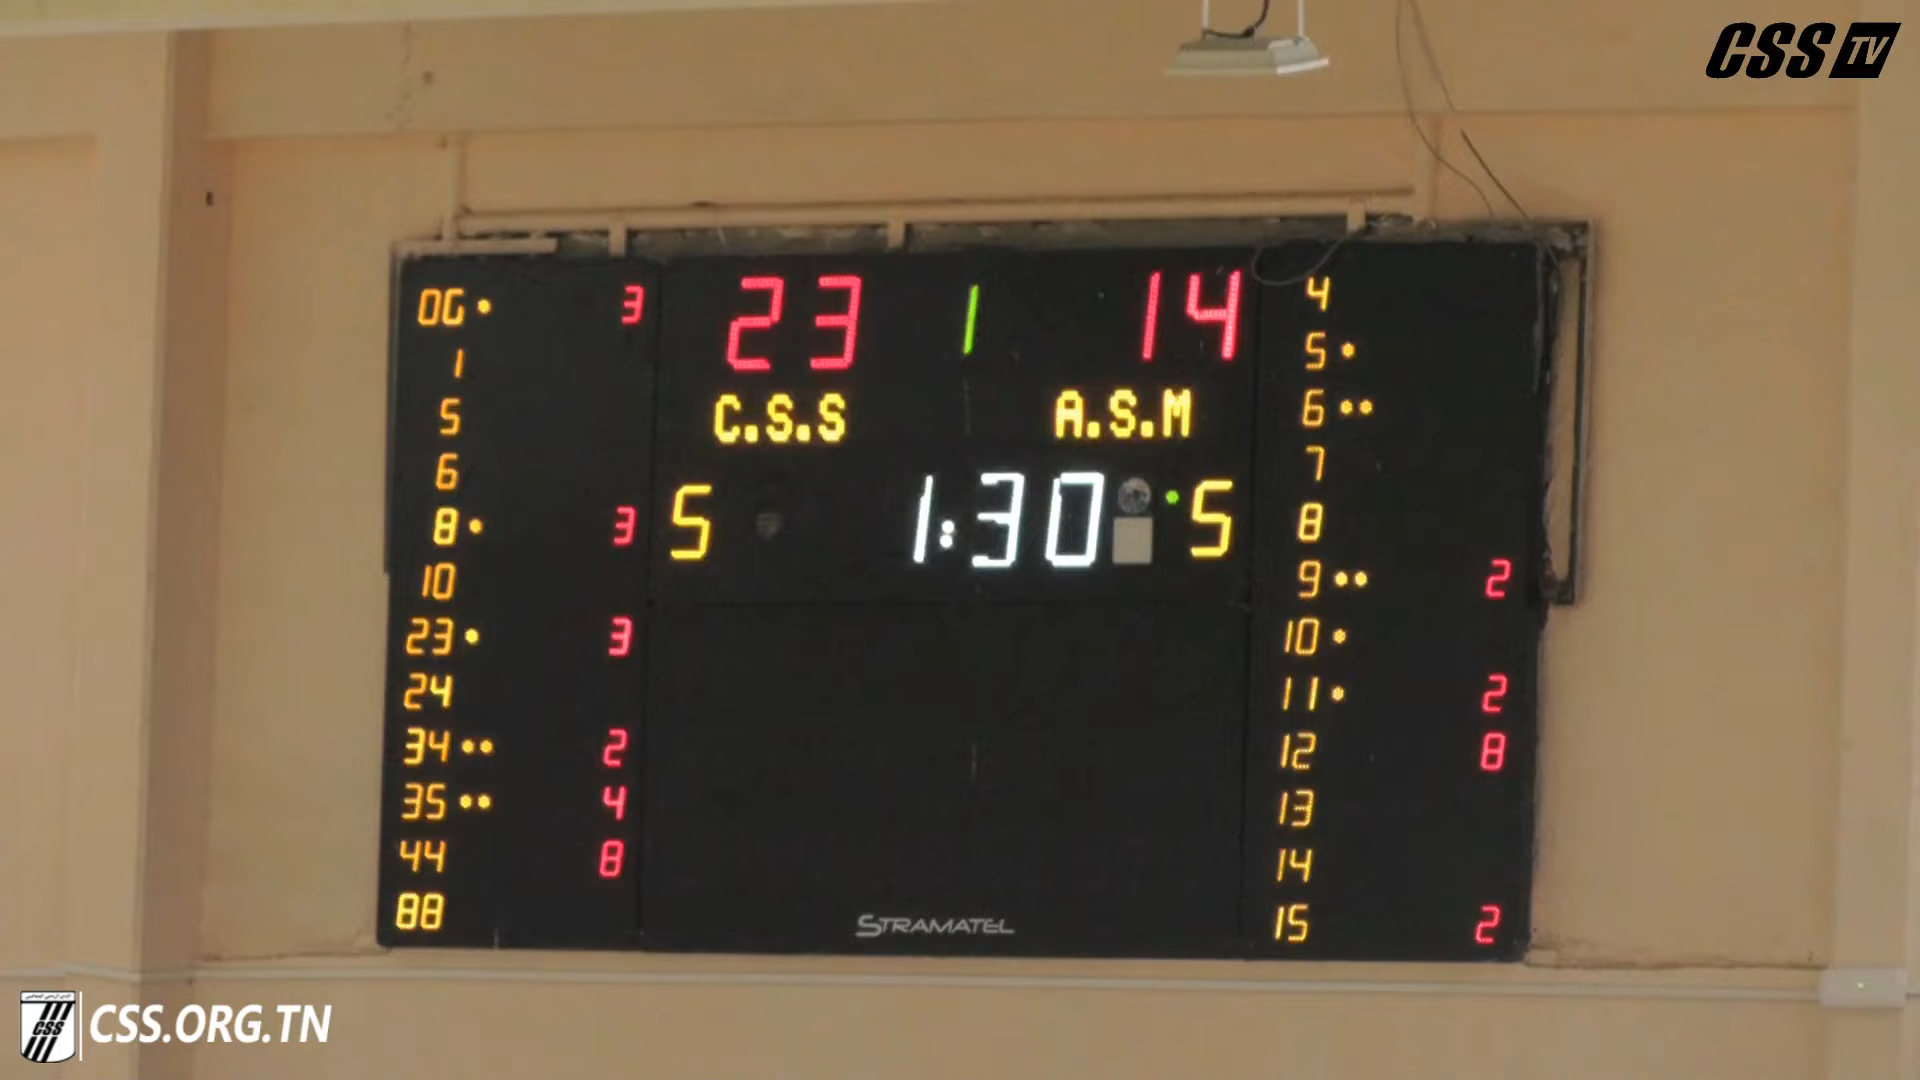 CSS TV
23 1 14
C.S.S A.S.M
5 1:30 5
0G • 3
1
5
6
8 • 3
10
23 • 3
24
34 •• 2
35 •• 4
44 8
88
4
5 •
6 ••
7
8
9 •• 2
10 •
11 • 2
12 8
13
14
15 2
STRAMATEL
CSS
CSS.ORG.TN